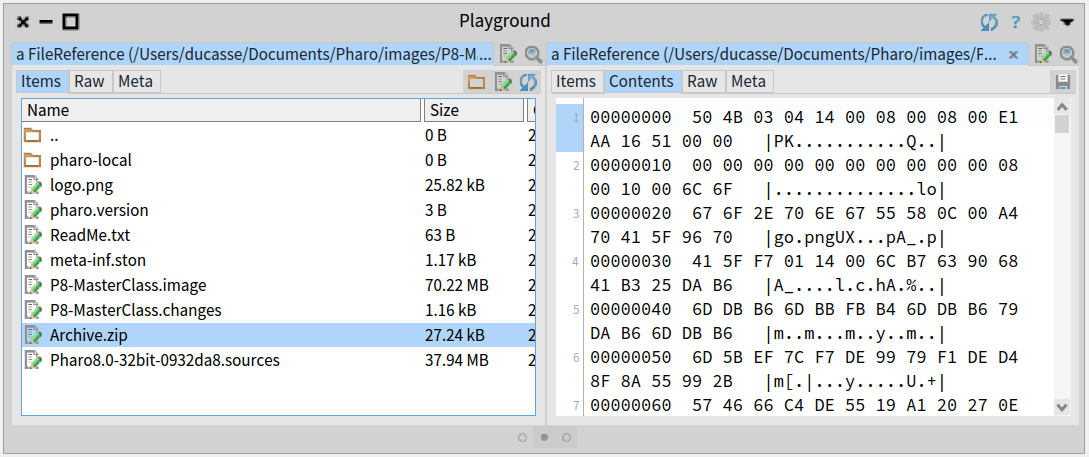 Playground
?
a FileReference (/Users/ducasse/Documents/Pharo/images/P8-M...
Items Raw Meta
Name Size
.. 0 B 2
pharo-local 0 B 2
logo.png 25.82 kB 2
pharo.version 3 B 2
ReadMe.txt 63 B 2
meta-inf.ston 1.17 kB 2
P8-MasterClass.image 70.22 MB 2
P8-MasterClass.changes 1.16 kB 2
Archive.zip 27.24 kB 2
Pharo8.0-32bit-0932da8.sources 37.94 MB 2
a FileReference (/Users/ducasse/Documents/Pharo/images/F...
Items Contents Raw Meta
1 00000000 50 4B 03 04 14 00 08 00 08 00 E1
AA 16 51 00 00 |PK...........Q..|
2 00000010 00 00 00 00 00 00 00 00 00 00 08
00 10 00 6C 6F |..............lo|
3 00000020 67 6F 2E 70 6E 67 55 58 0C 00 A4
70 41 5F 96 70 |go.pngUX...pA_.p|
4 00000030 41 5F F7 01 14 00 6C B7 63 90 68
41 B3 25 DA B6 |A_....l.c.hA.%..|
5 00000040 6D DB B6 6D BB FB B4 6D DB B6 79
DA B6 6D DB B6 |m..m...m..y..m..|
6 00000050 6D 5B EF 7C F7 DE 99 79 F1 DE D4
8F 8A 55 99 2B |m[.|...y.....U.+|
7 00000060 57 46 66 C4 DE 55 19 A1 20 27 0E